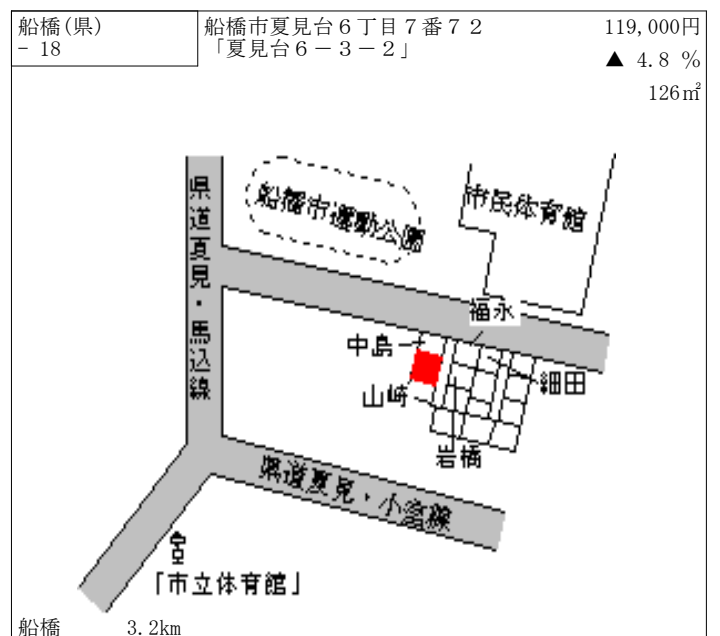 船橋(県)
- 18
船橋市夏見台６丁目７番７２
「夏見台６－３－２」
119,000円
▲ 4.8 %
126㎡
県道夏見・馬込線
船橋市運動公園
市民体育館
福永
中島
細田
山崎
岩橋
県道夏見・小室線
「市立体育館」
船橋 3.2km